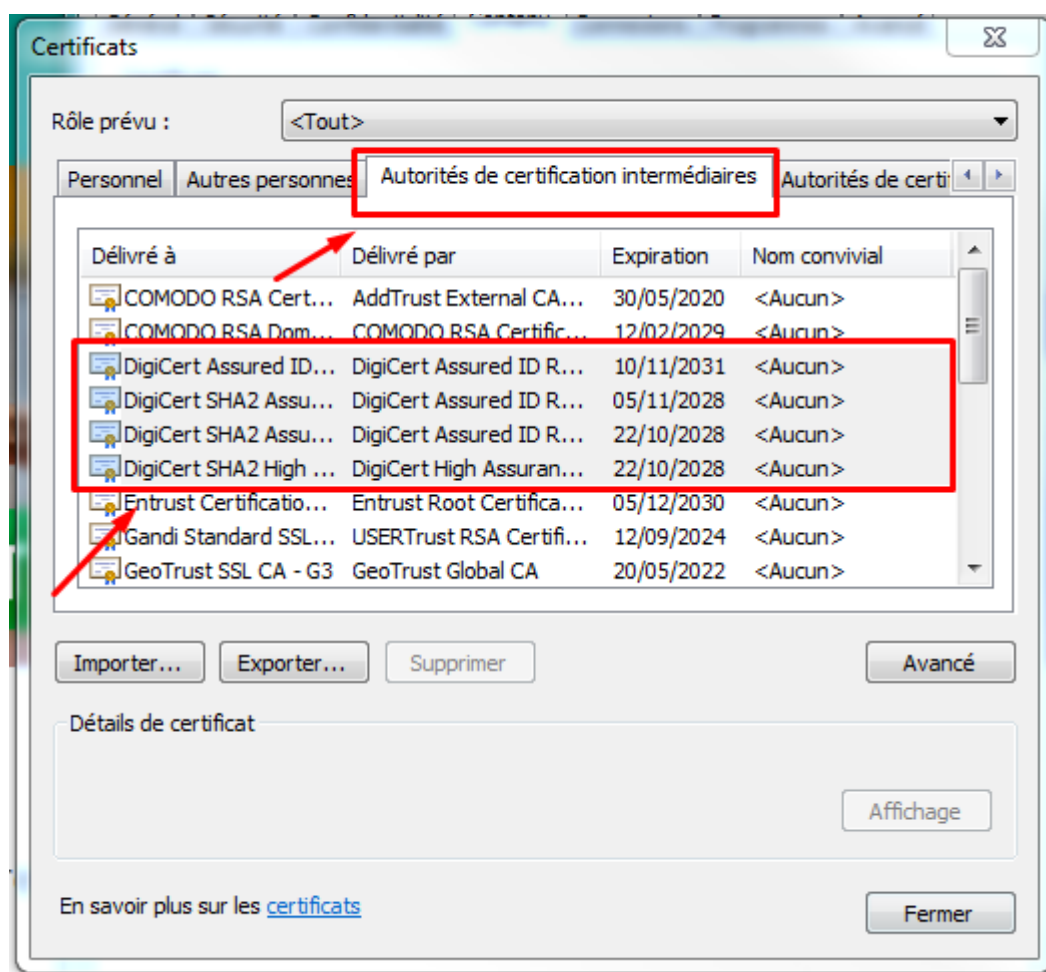 Certificats
Rôle prévu : <Tout>
Personnel Autres personnes Autorités de certification intermédiaires Autorités de certi
Délivré à Délivré par Expiration Nom convivial
COMODO RSA Cert... AddTrust External CA... 30/05/2020 <Aucun>
COMODO RSA Dom... COMODO RSA Certific... 12/02/2029 <Aucun>
DigiCert Assured ID... DigiCert Assured ID R... 10/11/2031 <Aucun>
DigiCert SHA2 Assu... DigiCert Assured ID R... 05/11/2028 <Aucun>
DigiCert SHA2 Assu... DigiCert Assured ID R... 22/10/2028 <Aucun>
DigiCert SHA2 High ... DigiCert High Assuran... 22/10/2028 <Aucun>
Entrust Certificatio... Entrust Root Certifica... 05/12/2030 <Aucun>
Gandi Standard SSL... USERTrust RSA Certifi... 12/09/2024 <Aucun>
GeoTrust SSL CA - G3 GeoTrust Global CA 20/05/2022 <Aucun>
Importer... Exporter... Supprimer Avancé
Détails de certificat
Affichage
En savoir plus sur les certificats
Fermer